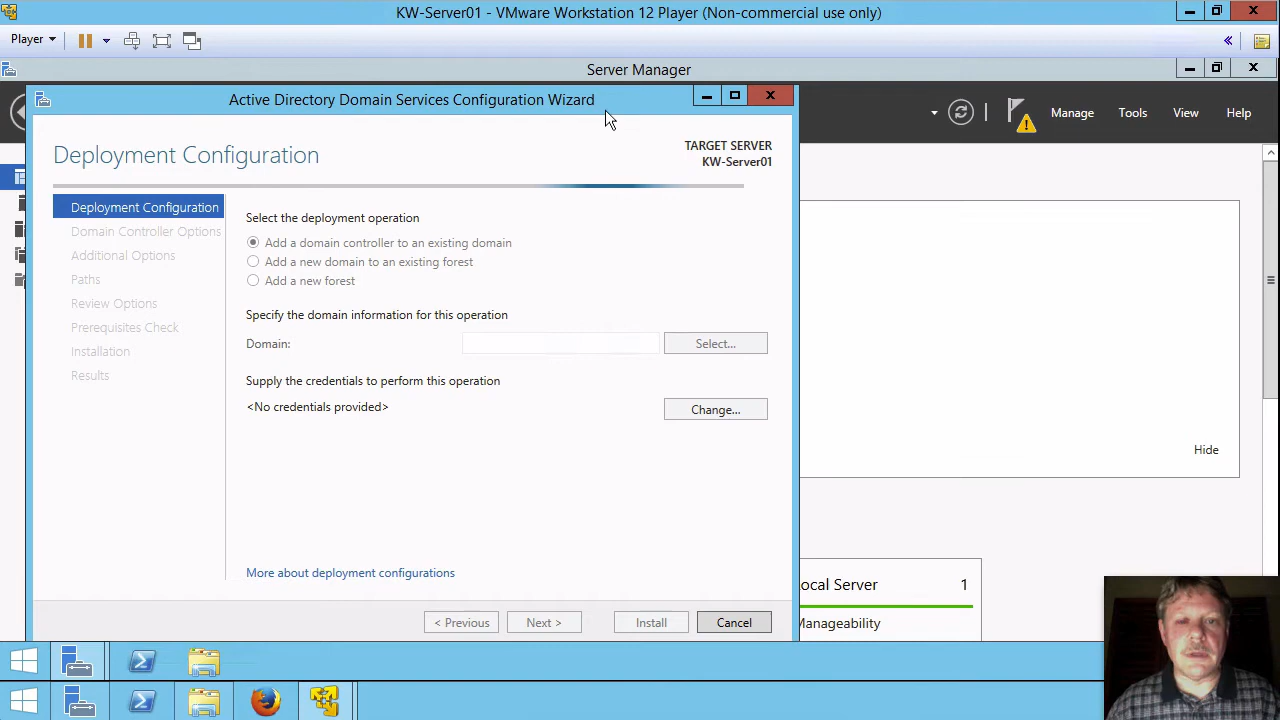 KW-Server01 - VMware Workstation 12 Player (Non-commercial use only)
Player
Server Manager
Active Directory Domain Services Configuration Wizard
Manage
Tools
View
Help
Deployment Configuration
TARGET SERVER
KW-Server01
Deployment Configuration
Domain Controller Options
Additional Options
Paths
Review Options
Prerequisites Check
Installation
Results
Select the deployment operation
Add a domain controller to an existing domain
Add a new domain to an existing forest
Add a new forest
Specify the domain information for this operation
Domain:
Select...
Supply the credentials to perform this operation
<No credentials provided>
Change...
More about deployment configurations
< Previous
Next >
Install
Cancel
Hide
ocal Server
1
Manageability